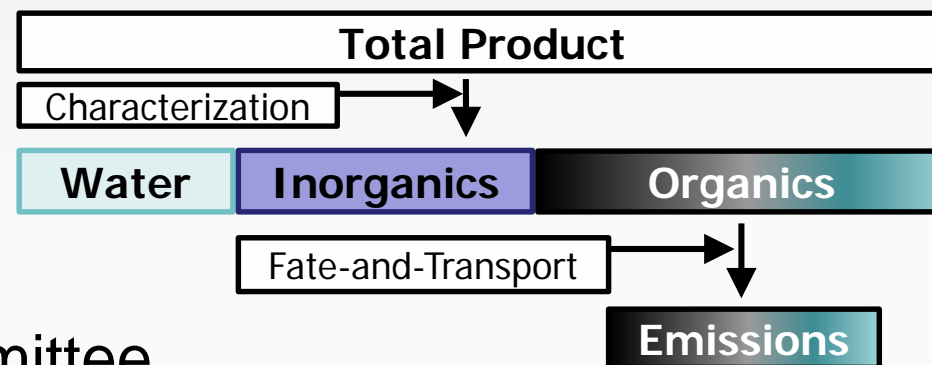 Total Product
Characterization
Water Inorganics Organics
Fate-and-Transport
Emissions